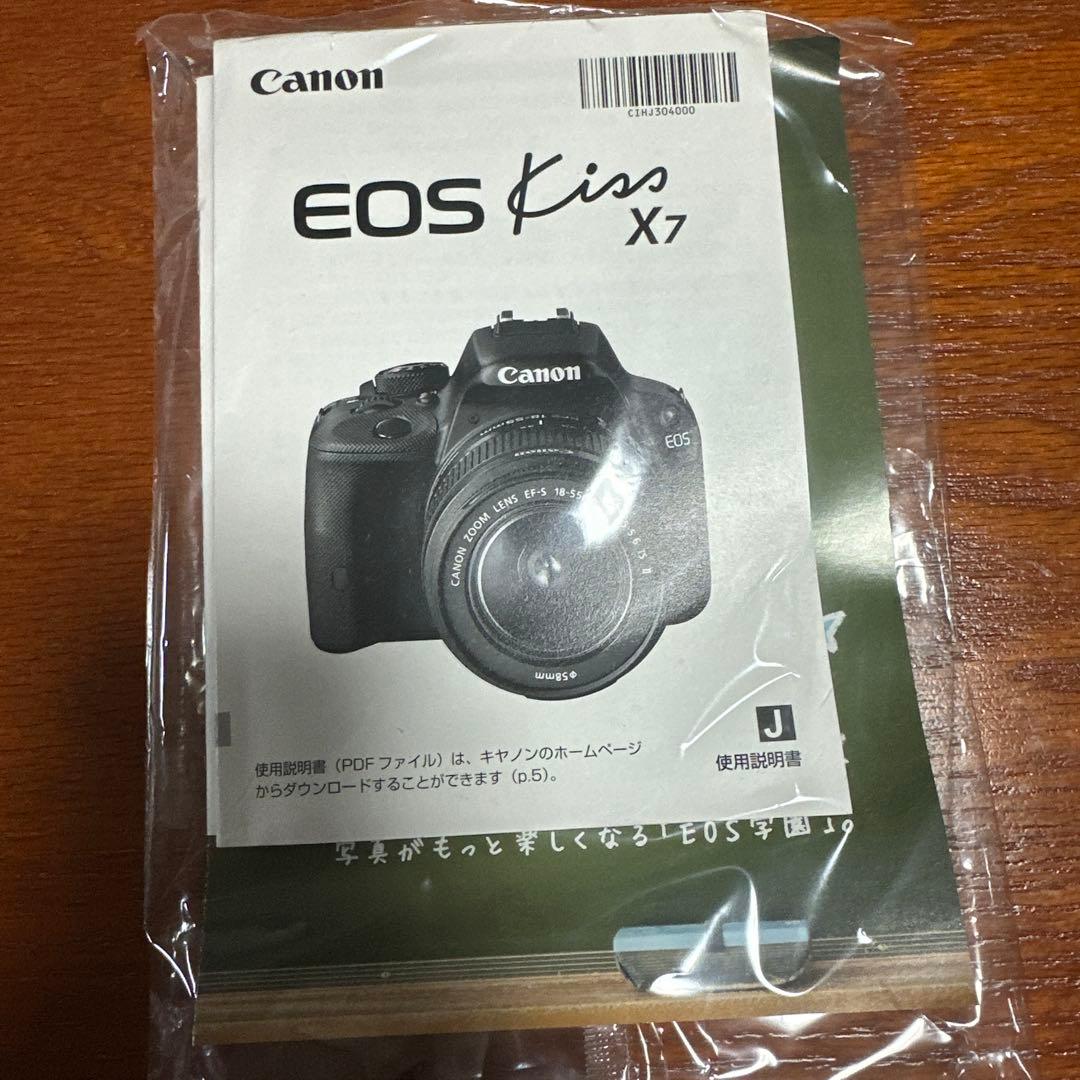 Canon
CIHJ304000
EOS Kiss
X7
Canon
EOS
CANON ZOOM LENS EF-S 18-55
5.6 IS II
Φ58mm
J
使用説明書
使用説明書（PDFファイル）は、キヤノンのホームページ
からダウンロードすることができます（p.5）。
写真がもっと楽しくなる「EOS学園